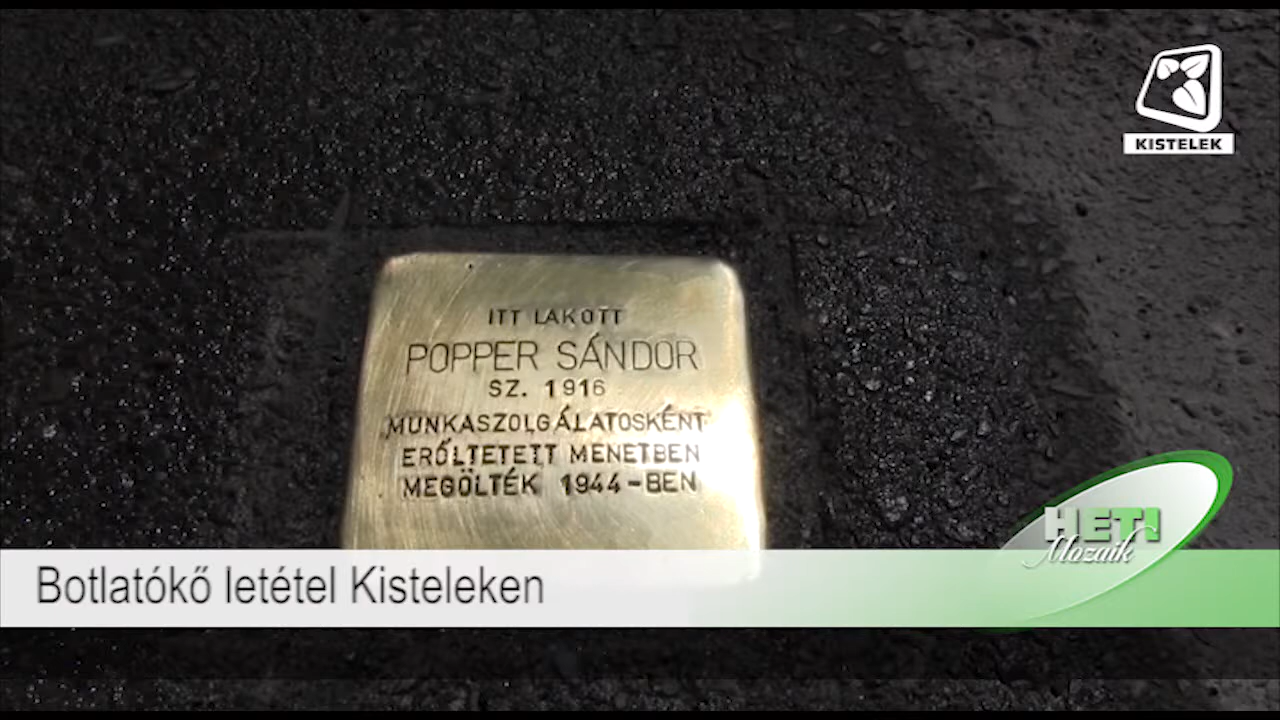 KISTELEK
ITT LAKOTT
POPPER SÁNDOR
SZ. 1916
MUNKASZOLGÁLATOSKÉNT
ERŐLTETETT MENETBEN
MEGÖLTÉK 1944-BEN
HETI
Mozaik
Botlatókő letétel Kisteleken